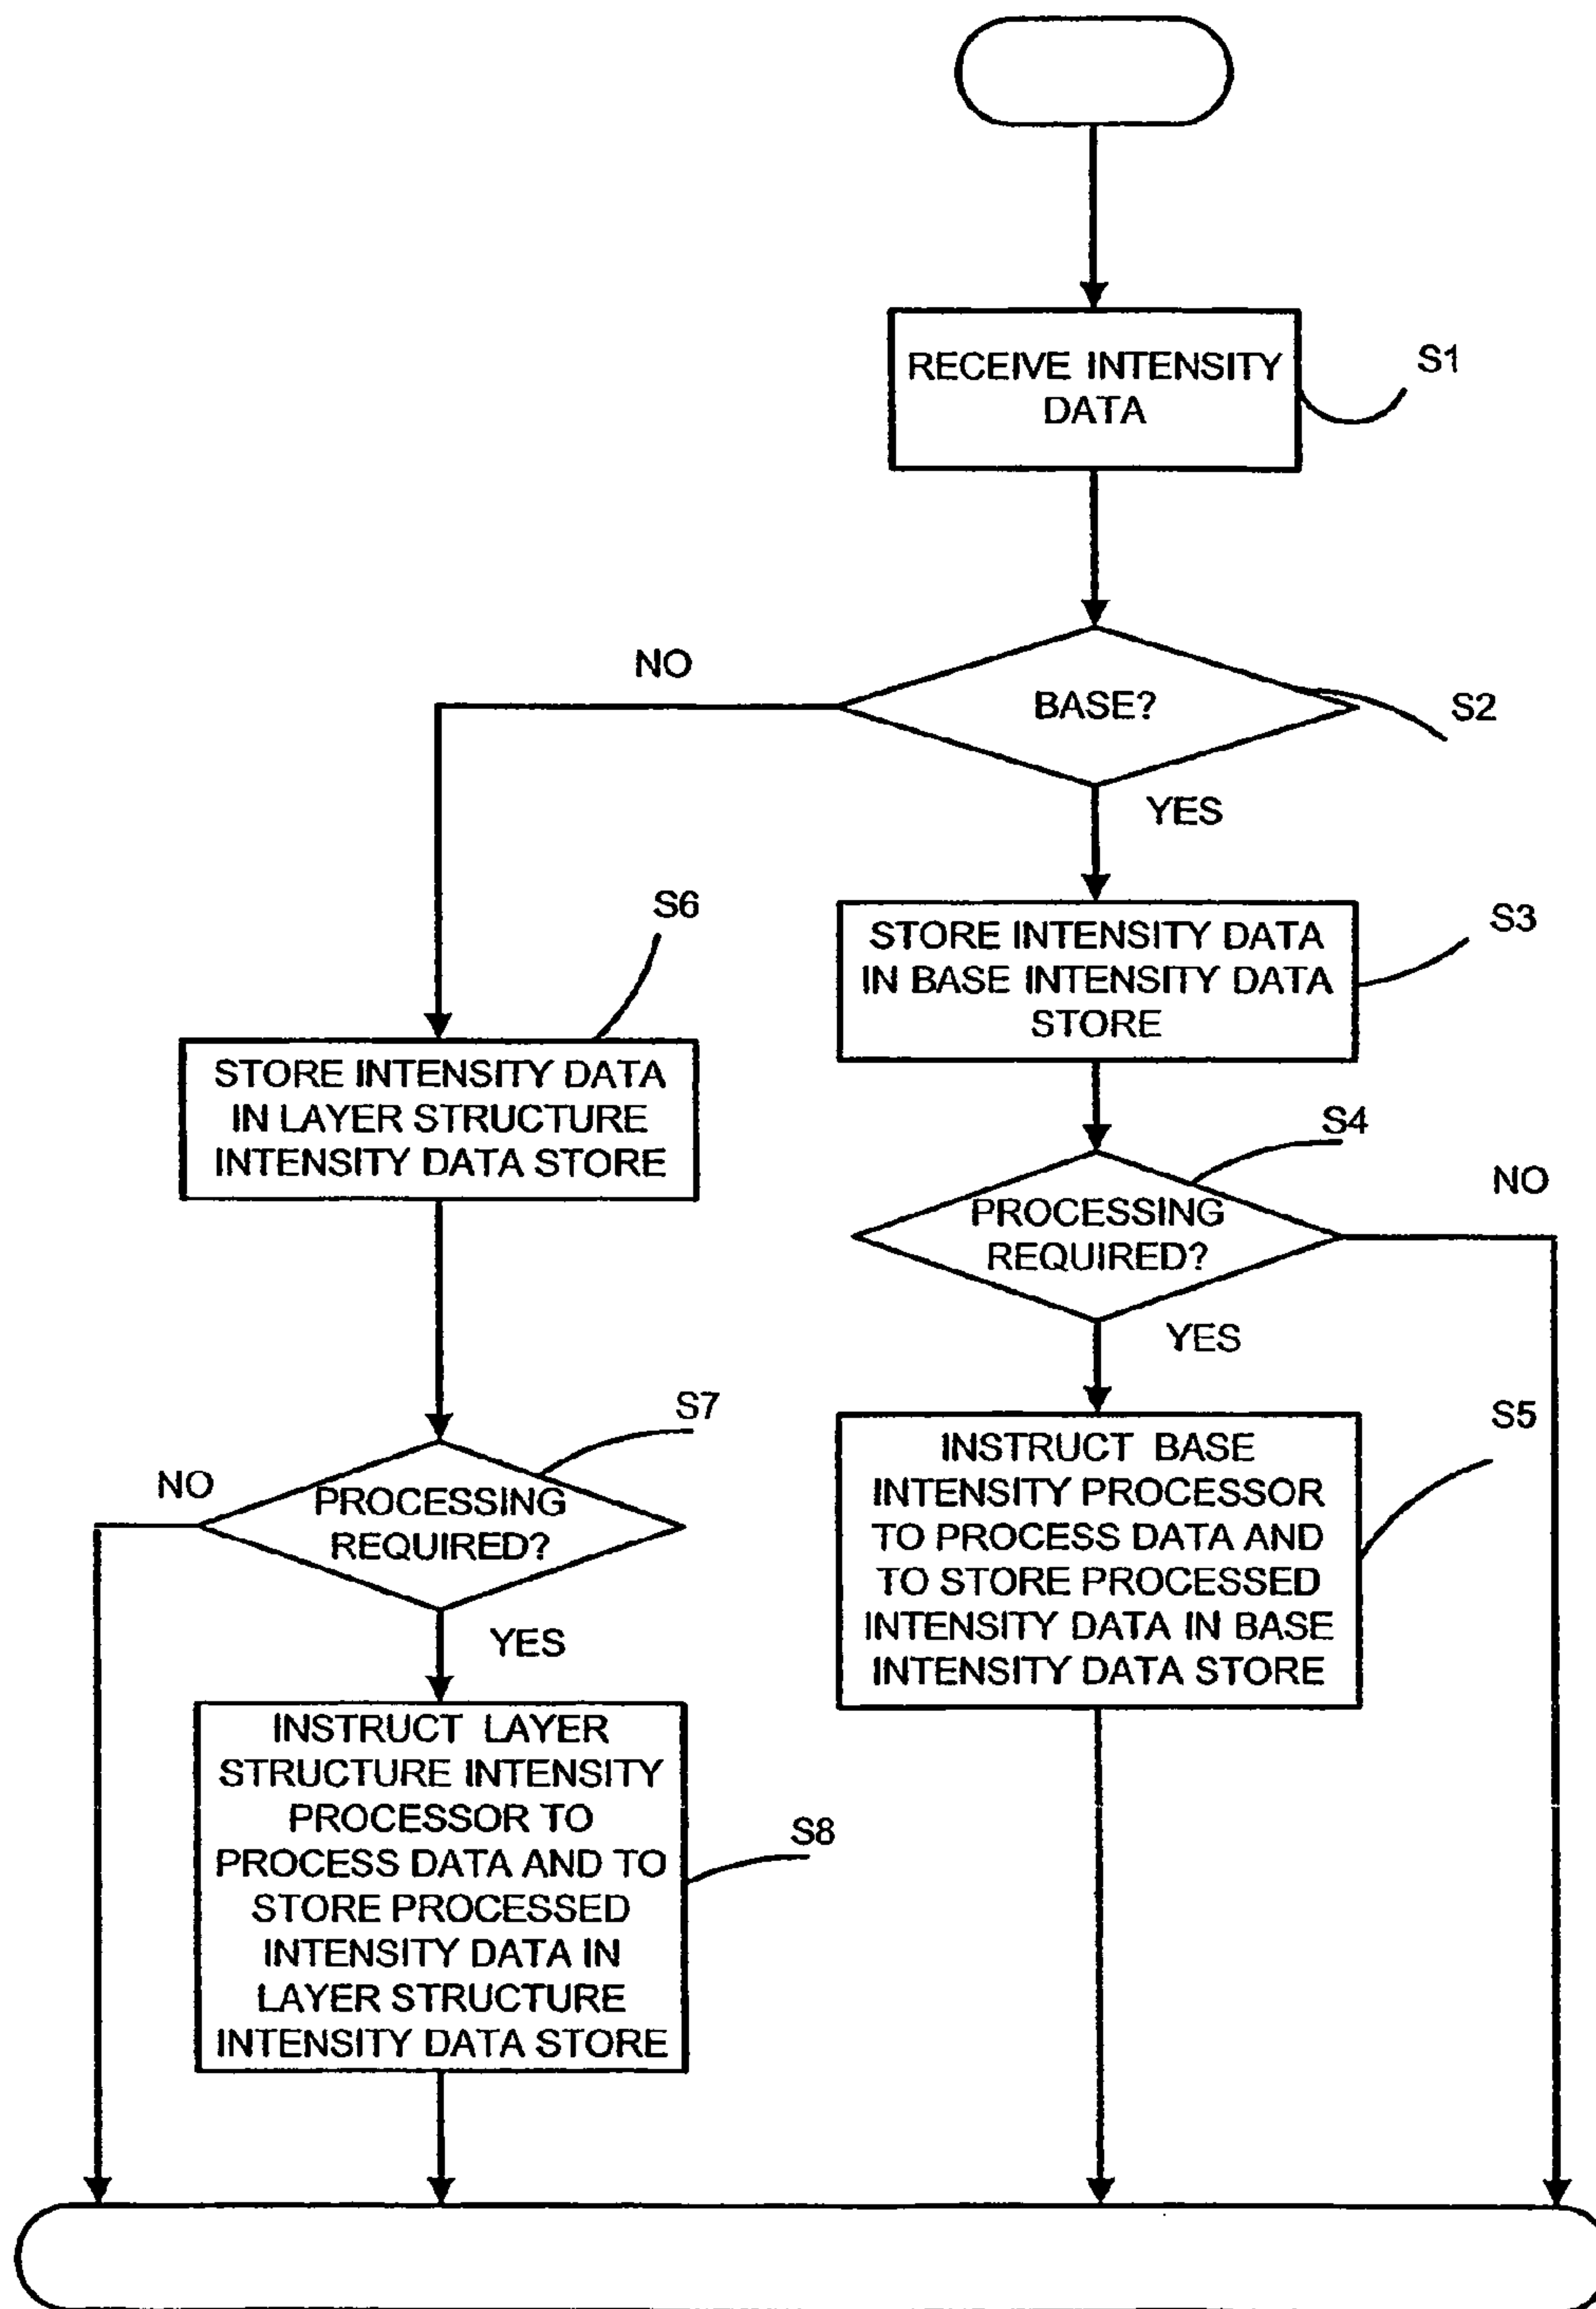 RECEIVE INTENSITY
DATA
S1
NO
BASE?
S2
YES
S6
STORE INTENSITY DATA
IN BASE INTENSITY DATA
STORE
S3
STORE INTENSITY DATA
IN LAYER STRUCTURE
INTENSITY DATA STORE
S4
NO
PROCESSING
REQUIRED?
YES
S7
INSTRUCT BASE
INTENSITY PROCESSOR
TO PROCESS DATA AND
TO STORE PROCESSED
INTENSITY DATA IN BASE
INTENSITY DATA STORE
S5
NO
PROCESSING
REQUIRED?
YES
INSTRUCT LAYER
STRUCTURE INTENSITY
PROCESSOR TO
PROCESS DATA AND TO
STORE PROCESSED
INTENSITY DATA IN
LAYER STRUCTURE
INTENSITY DATA STORE
S8